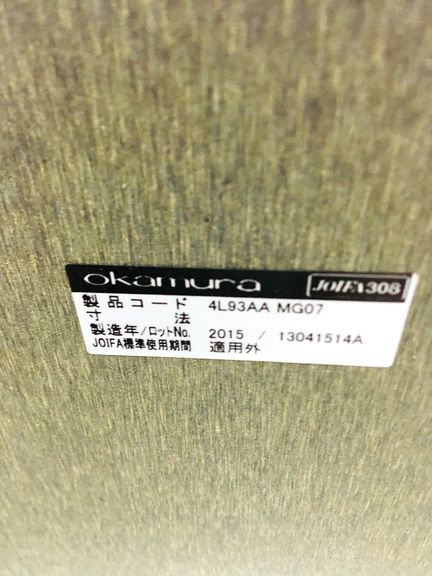 okamura JOIFA308
製品コード 4L93AA MG07
寸法
製造年/ロットNo. 2015 / 13041514A
JOIFA標準使用期間 適用外